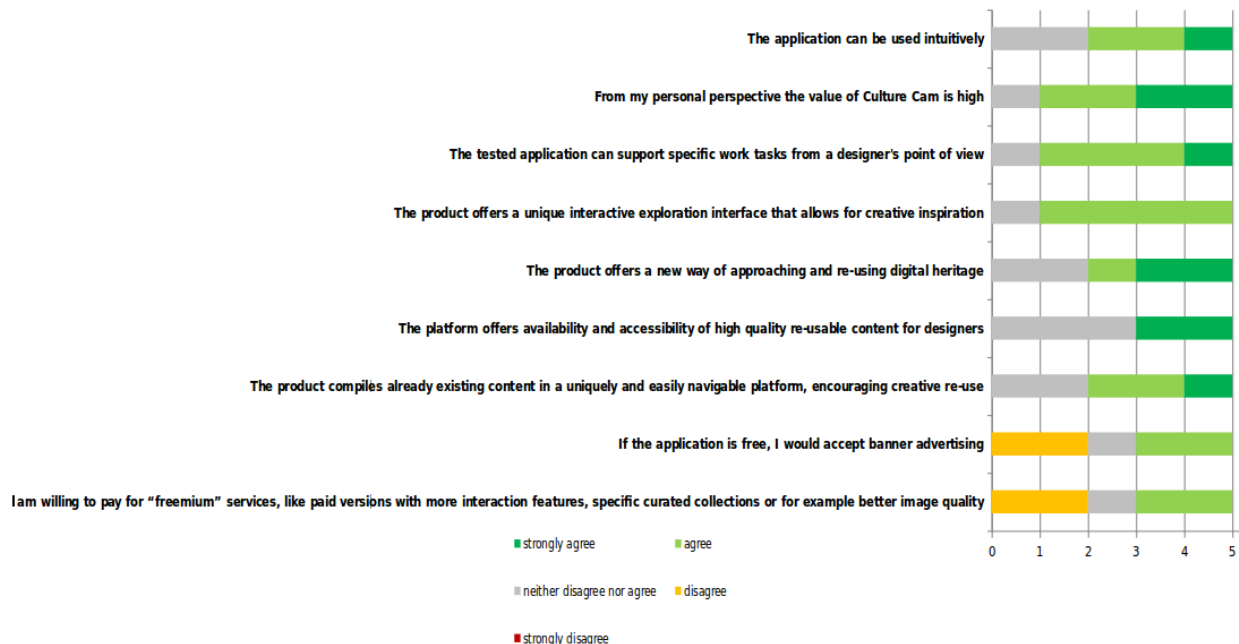 The application can be used intuitively
From my personal perspective the value of Culture Cam is high
The tested application can support specific work tasks from a designer's point of view
The product offers a unique interactive exploration interface that allows for creative inspiration
The product offers a new way of approaching and re-using digital heritage
The platform offers availability and accessibility of high quality re-usable content for designers
The product compiles already existing content in a uniquely and easily navigable platform, encouraging creative re-use
If the application is free, I would accept banner advertising
I am willing to pay for “freemium” services, like paid versions with more interaction features, specific curated collections or for example better image quality
0 1 2 3 4 5
strongly agree agree
neither disagree nor agree disagree
strongly disagree